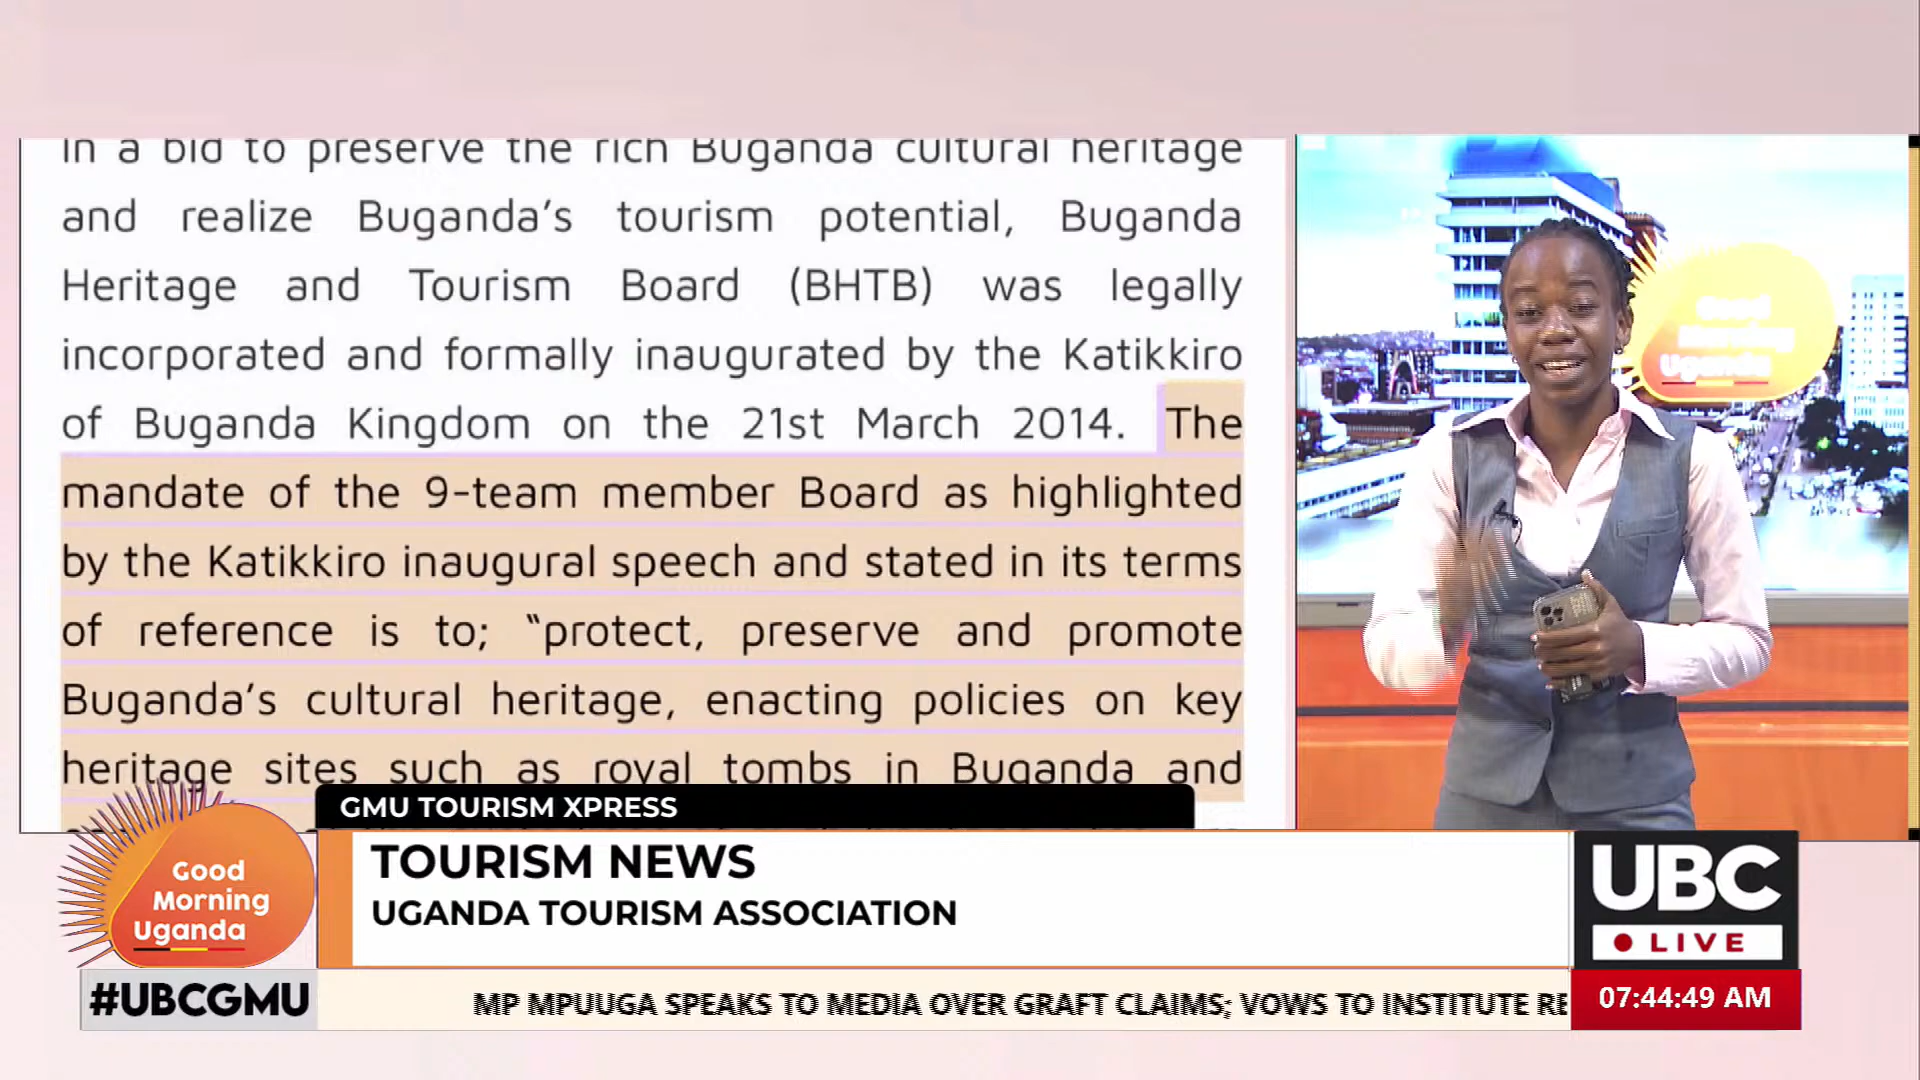 In a bid to preserve the rich Buganda cultural heritage
and realize Buganda's tourism potential, Buganda
Heritage and Tourism Board (BHTB) was legally
incorporated and formally inaugurated by the Katikkiro
of Buganda Kingdom on the 21st March 2014. The
mandate of the 9-team member Board as highlighted
by the Katikkiro inaugural speech and stated in its terms
of reference is to; “protect, preserve and promote
Buganda's cultural heritage, enacting policies on key
heritage sites such as royal tombs in Buganda and
Good
Morning
Uganda
GMU TOURISM XPRESS
TOURISM NEWS
UGANDA TOURISM ASSOCIATION
Good
Morning
Uganda
UBC
LIVE
#UBCGMU
MP MPUUGA SPEAKS TO MEDIA OVER GRAFT CLAIMS; VOWS TO INSTITUTE RE
07:44:49 AM